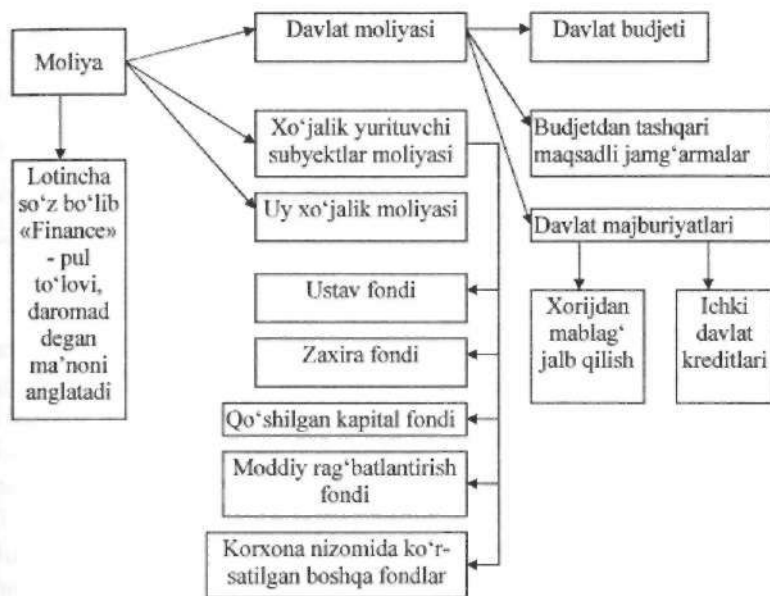 Moliya
Lotincha
so‘z bo‘lib
«Finance»
- pul
to‘lovi,
daromad
degan
ma’noni
anglatadi
Davlat moliyasi
Xo‘jalik yurituvchi
subyektlar moliyasi
Uy xo‘jalik moliyasi
Ustav fondi
Zaxira fondi
Qo‘shilgan kapital fondi
Moddiy rag‘batlantirish
fondi
Korxona nizomida ko‘r-
satilgan boshqa fondlar
Davlat budjeti
Budjetdan tashqari
maqsadli jamg‘armalar
Davlat majburiyatlari
Xorijdan
mablag‘
jalb qilish
Ichki
davlat
kreditlari